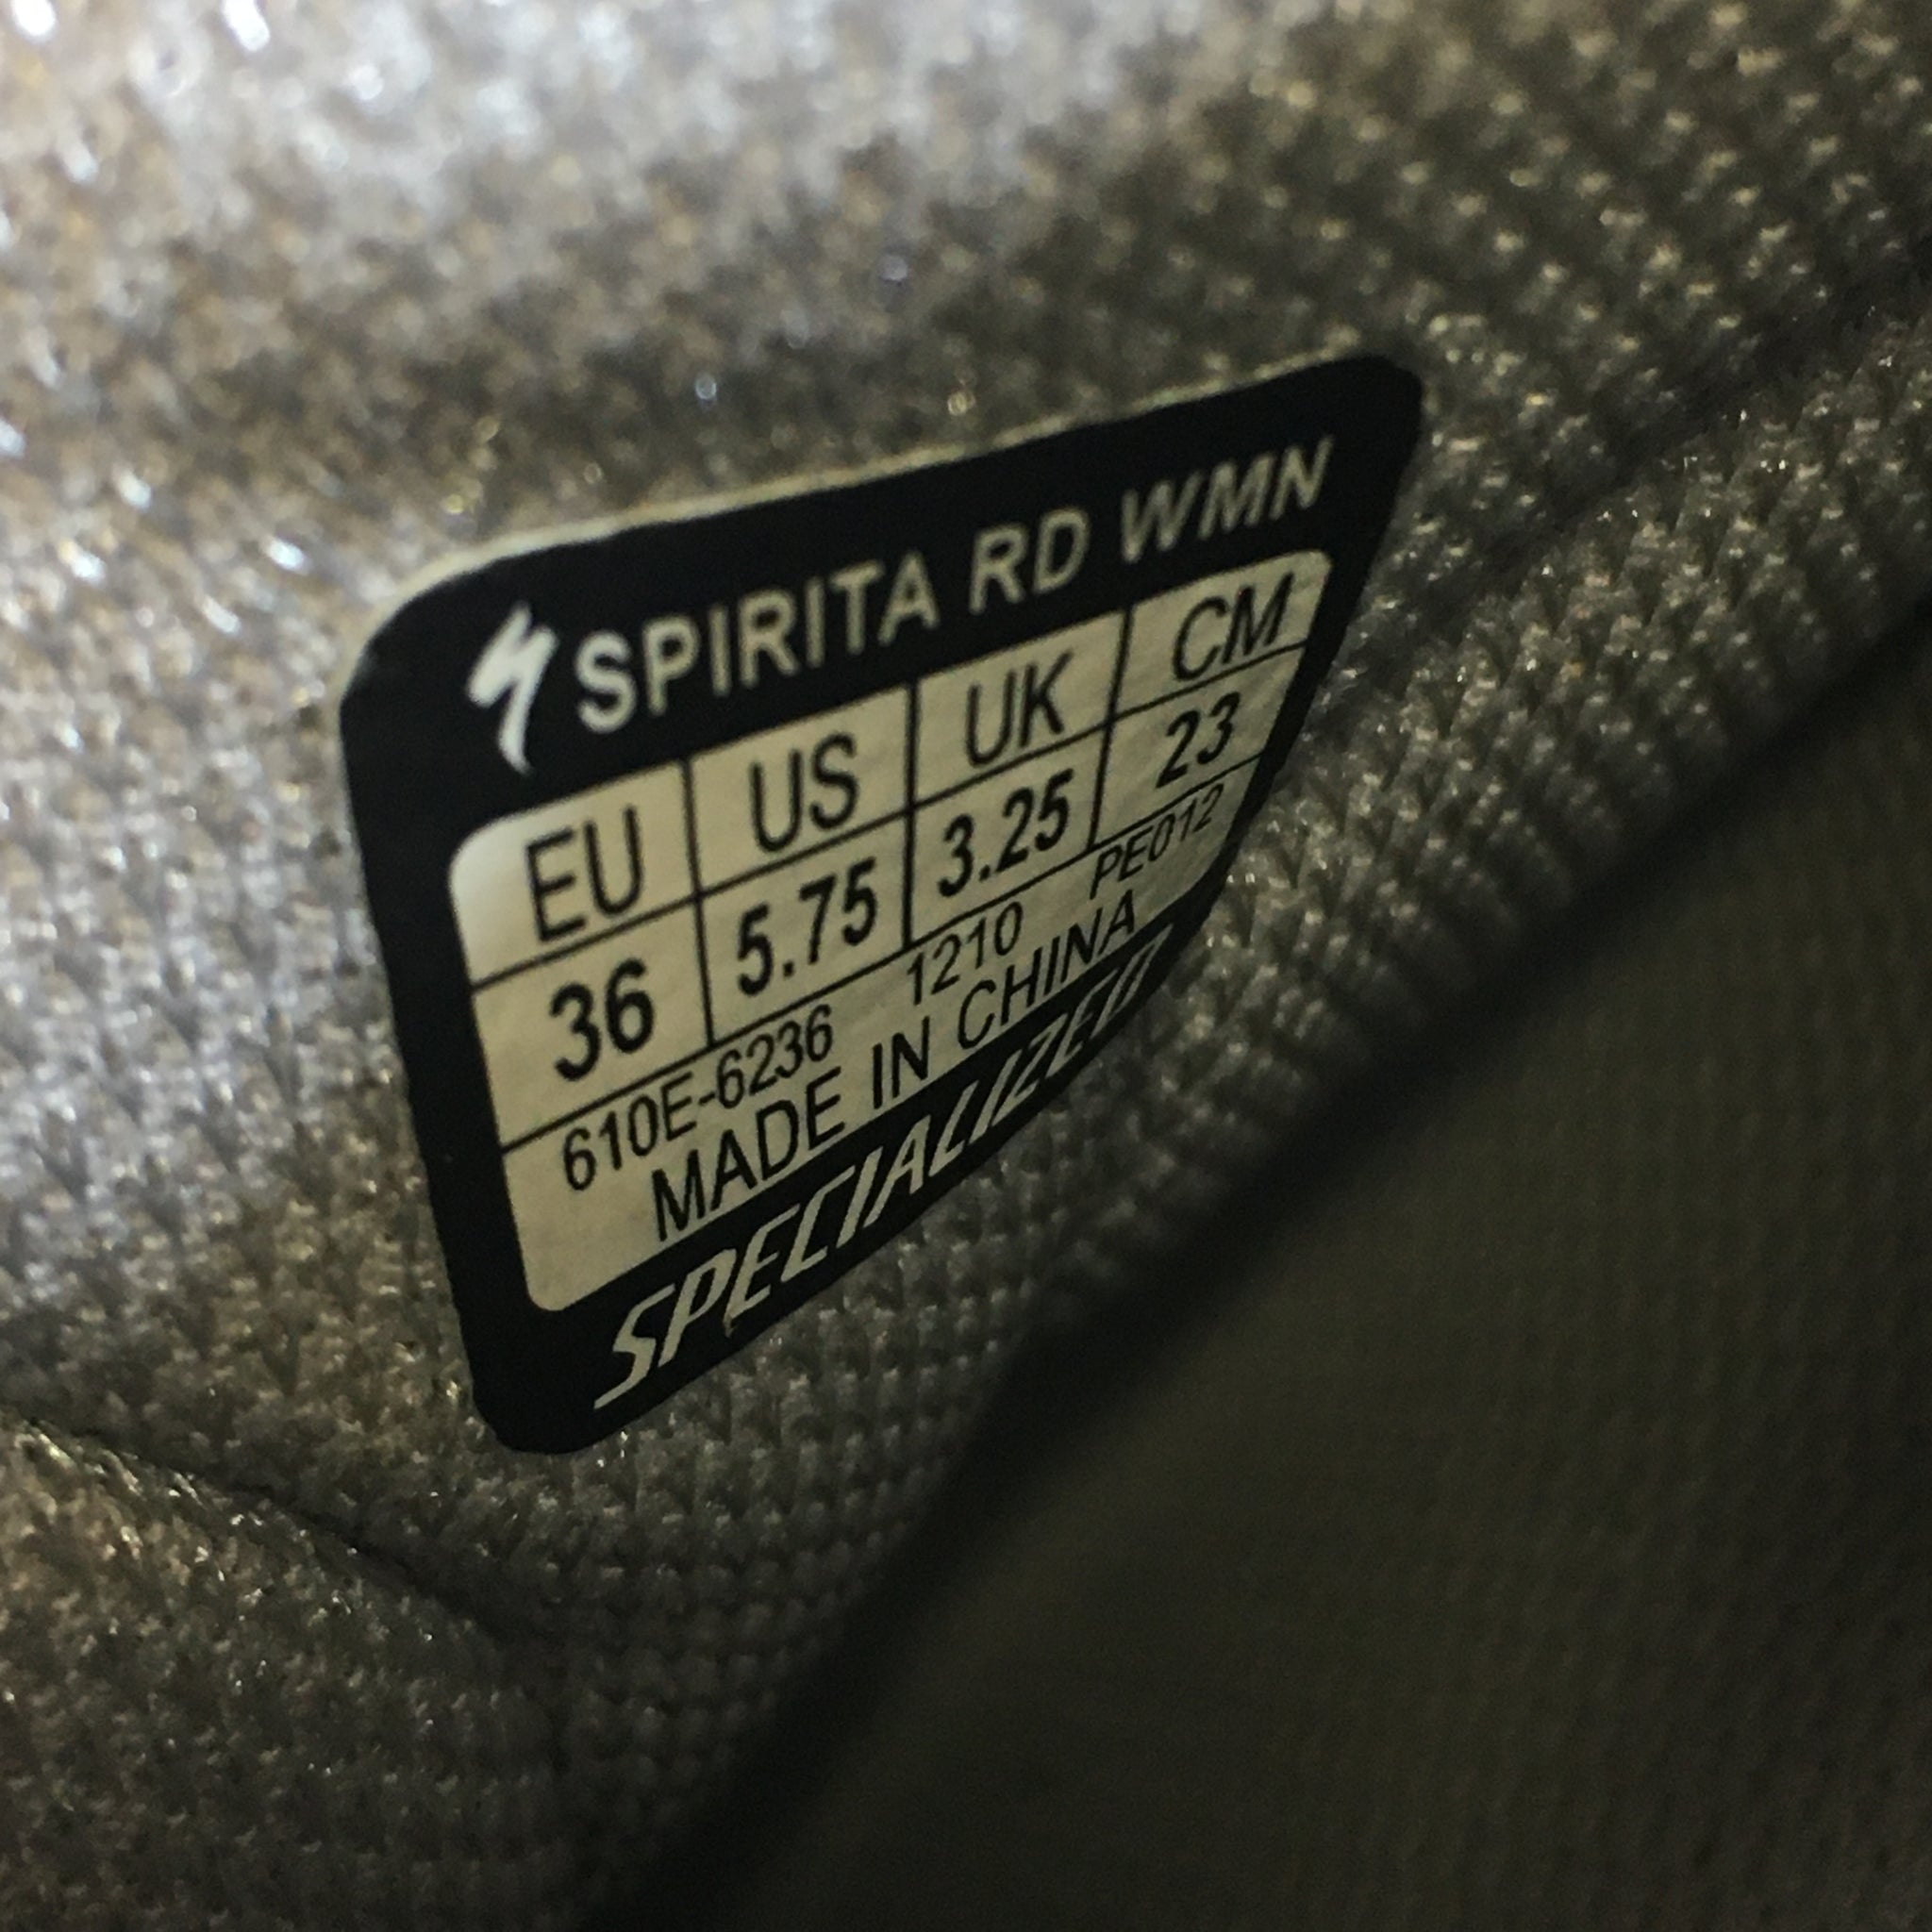 SPIRITA RD WMN
EU US UK CM
36 5.75 3.25 23
610E-6236 1210 PE012
MADE IN CHINA
SPECIALIZED